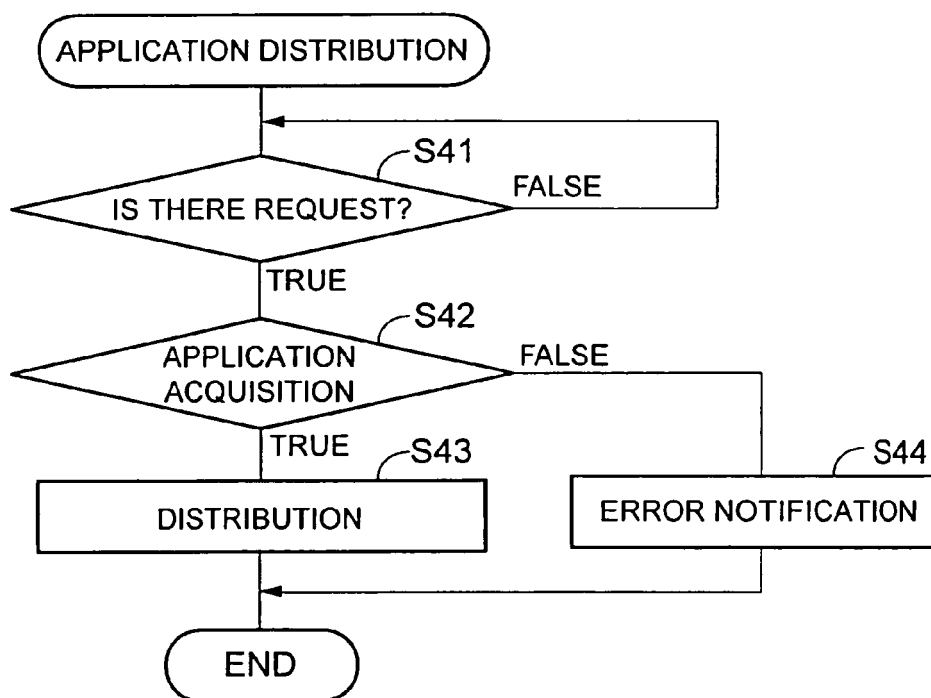 APPLICATION DISTRIBUTION
S41
IS THERE REQUEST?
FALSE
TRUE
S42
APPLICATION
ACQUISITION
FALSE
TRUE
S43
DISTRIBUTION
S44
ERROR NOTIFICATION
END